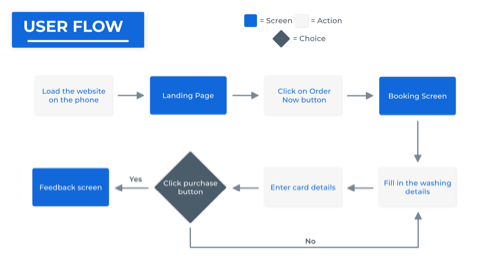 USER FLOW
= Screen
= Action
= Choice
Load the website
on the phone
Landing Page
Click on Order
Now button
Booking Screen
Feedback screen
Yes
Click purchase
button
Enter card details
Fill in the washing
details
No